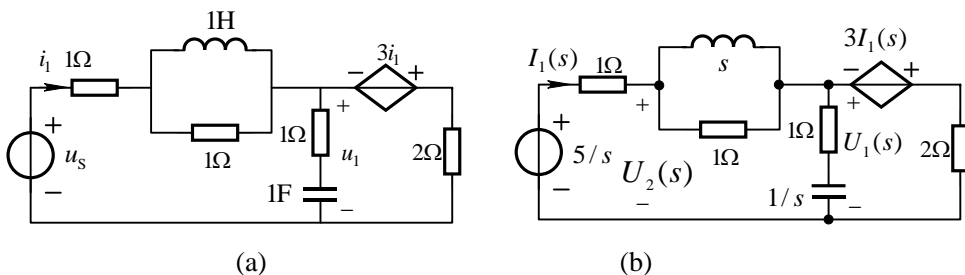 1H
i₁ 1Ω
3i₁
− +
+
u_S
−
1Ω
+
1Ω
u₁
1F
−
2Ω
(a)
I₁(s)
1Ω
s
3I₁(s)
− +
+
5/s
−
+
U₂(s)
−
1Ω
+
1Ω
U₁(s)
1/s
−
2Ω
(b)